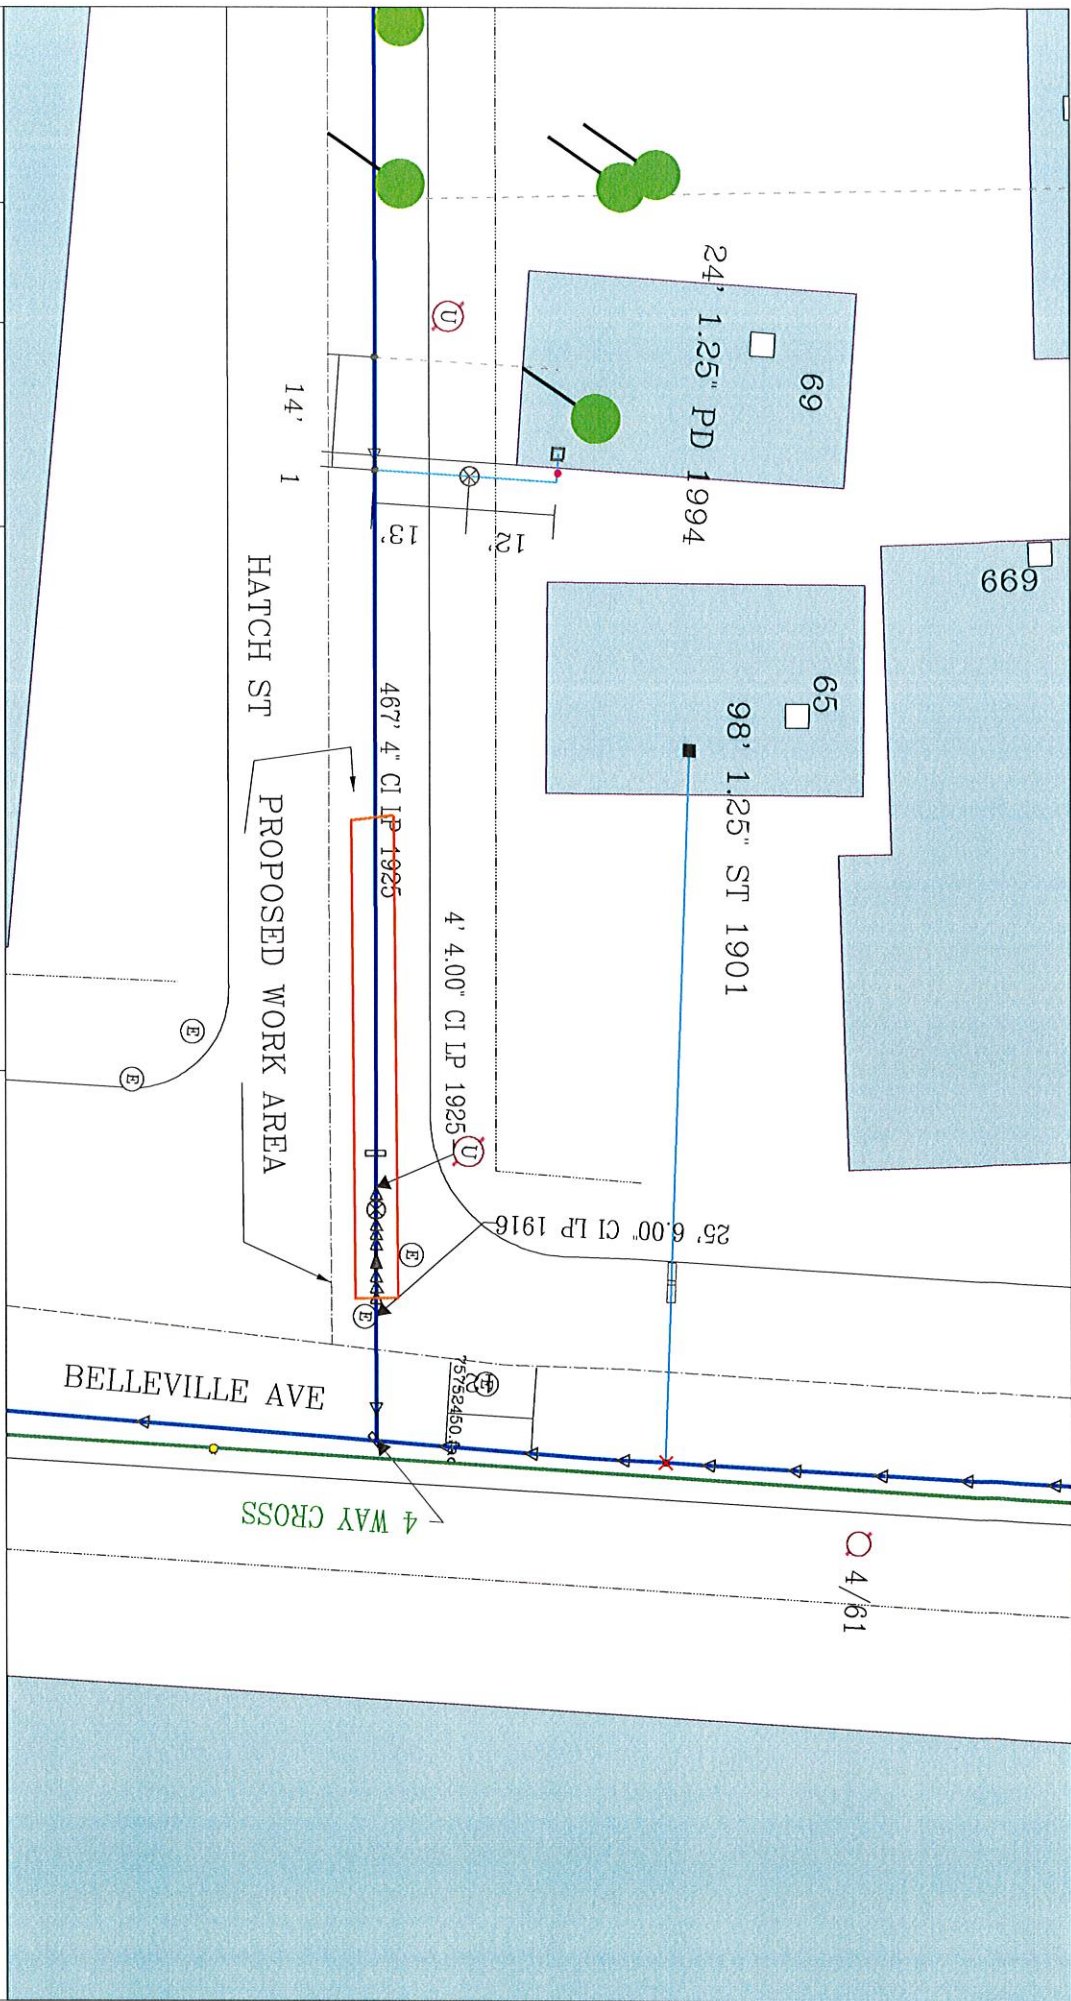 24' 1.25" PD 1994
69
U
14'
1
13'
12'
HATCH ST
669
65
98' 1.25" ST 1901
467' 4" CI LP 1925
PROPOSED WORK AREA
4' 4.00" CI LP 1925
U
25' 6.00" CI LP 1916
E
E
E
E
BELLEVILLE AVE
4 WAY CROSS
4/61